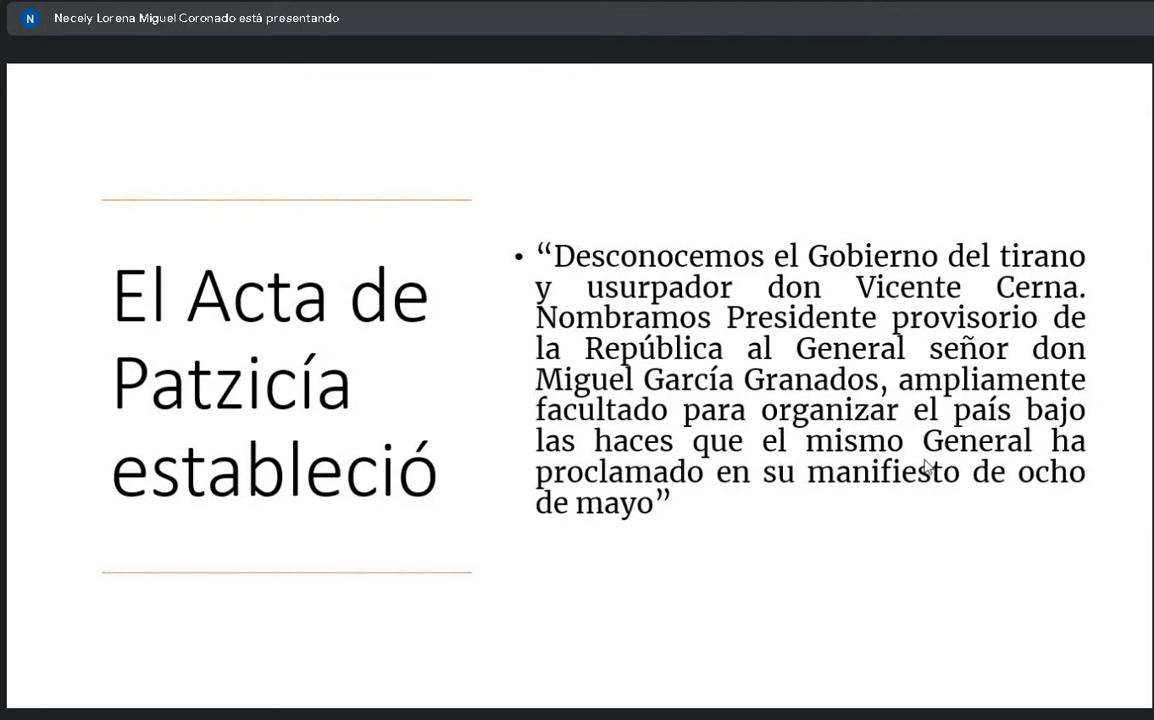 N Necely Lorena Miguel Coronado está presentando
El Acta de
Patzicía
estableció
• “Desconocemos el Gobierno del tirano
y usurpador don Vicente Cerna.
Nombramos Presidente provisorio de
la República al General señor don
Miguel García Granados, ampliamente
facultado para organizar el país bajo
las haces que el mismo General ha
proclamado en su manifiesto de ocho
de mayo”